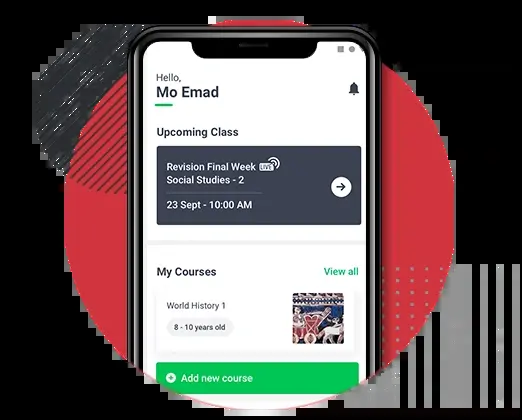 Hello,
Mo Emad
Upcoming Class
Revision Final Week LIVE
Social Studies - 2
23 Sept - 10:00 AM
My Courses
View all
World History 1
8 - 10 years old
Add new course